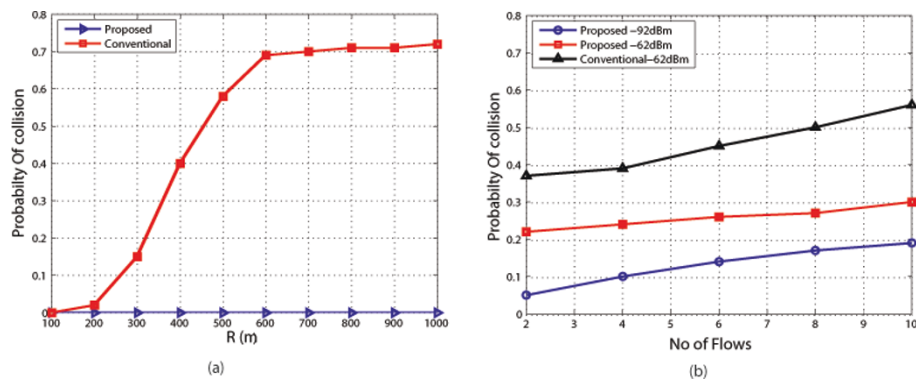 0.8
0.7
0.6
0.5
0.4
0.3
0.2
0.1
0
100 200 300 400 500 600 700 800 900 1000
Probabilty Of collision
R (m)
Proposed
Conventional
(a)
0.8
0.7
0.6
0.5
0.4
0.3
0.2
0.1
0
2 3 4 5 6 7 8 9 10
Probabilty Of collision
No of Flows
Proposed –92dBm
Proposed –62dBm
Conventional–62dBm
(b)